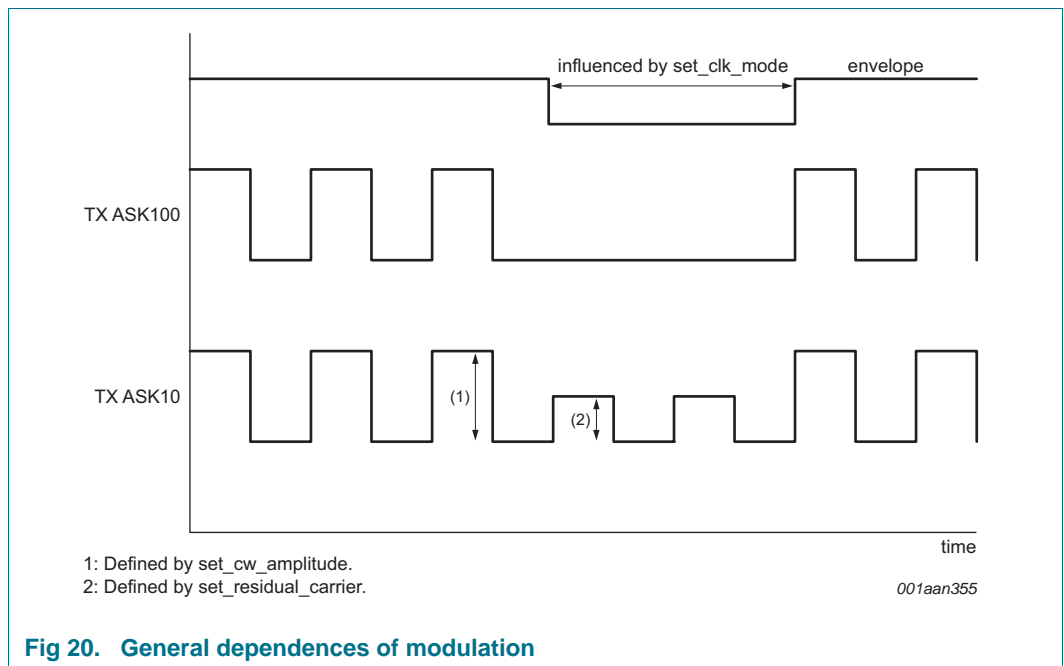 influenced by set_clk_mode
envelope
TX ASK100
TX ASK10
(1)
(2)
time
1: Defined by set_cw_amplitude.
2: Defined by set_residual_carrier.
001aan355
Fig 20. General dependences of modulation